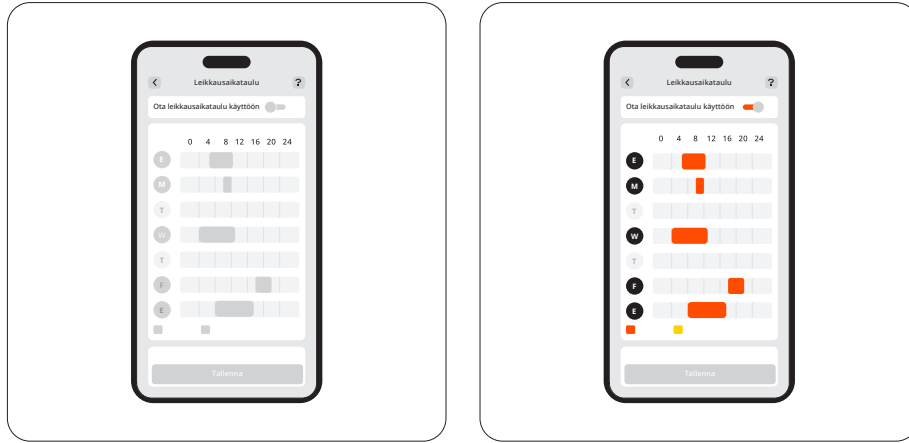 Leikkausaikataulu ?
Ota leikkausaikataulu käyttöön
0 4 8 12 16 20 24
E
M
T
W
T
F
E
Tallenna
Leikkausaikataulu ?
Ota leikkausaikataulu käyttöön
0 4 8 12 16 20 24
E
M
T
W
T
F
E
Tallenna